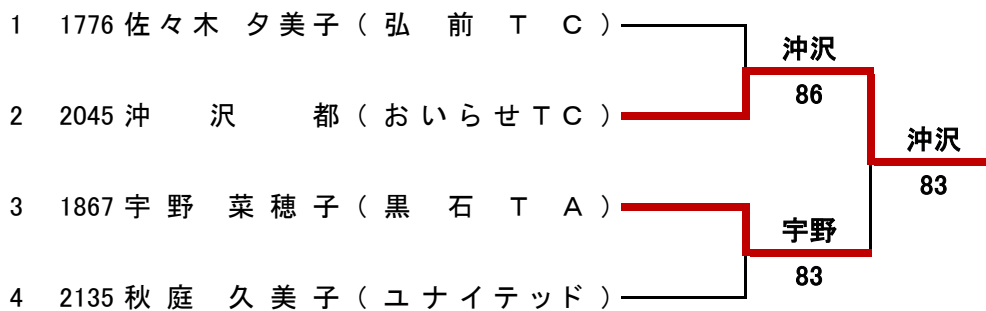 1 1776 佐々木 夕美子 ( 弘 前 T C )
沖沢
86
2 2045 沖 沢 都 ( おいらせTC )
沖沢
83
3 1867 宇野 菜穂子 ( 黒 石 T A )
宇野
83
4 2135 秋庭 久美子 ( ユナイテッド )